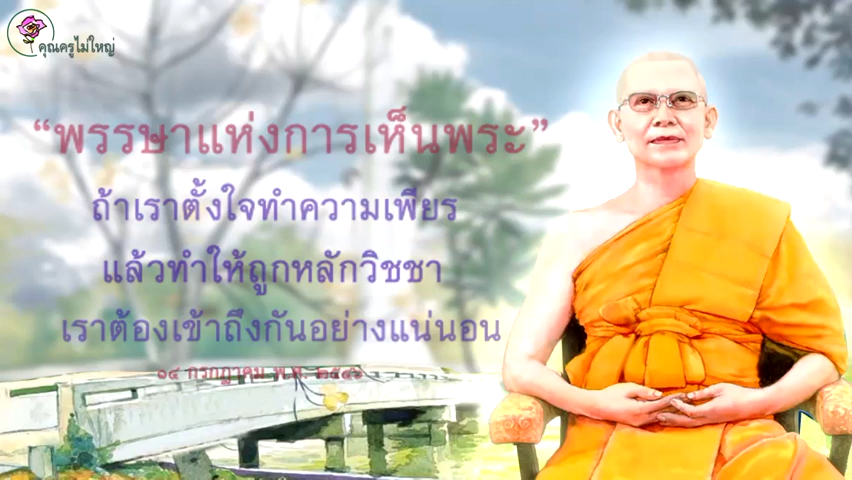 คุณครูไม่ใหญ่
“พรรษาแห่งการเห็นพระ”
ถ้าเราตั้งใจทำความเพียร
แล้วทำให้ถูกหลักวิชชา
เราต้องเข้าถึงกันอย่างแน่นอน
๑๔ กรกฎาคม พ.ศ. ๒๕๔๖